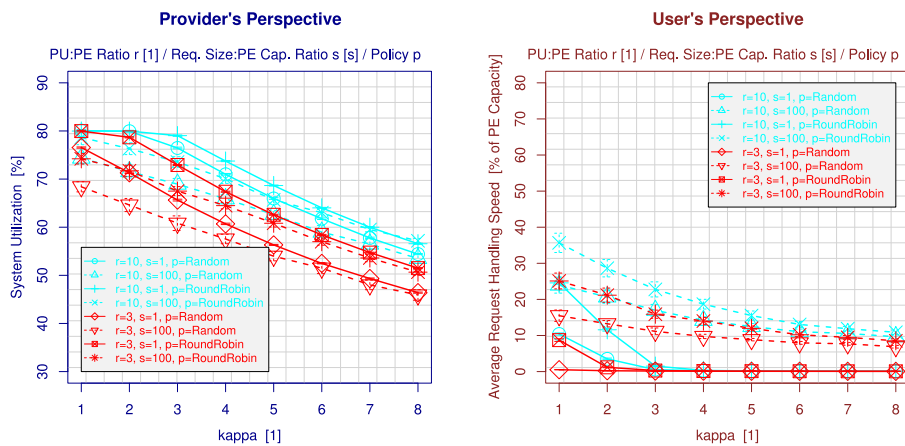 Provider's Perspective
PU:PE Ratio r [1] / Req. Size:PE Cap. Ratio s [s] / Policy p
System Utilization [%]
90
80
70
60
50
40
30
r=10, s=1, p=Random
r=10, s=100, p=Random
r=10, s=1, p=RoundRobin
r=10, s=100, p=RoundRobin
r=3, s=1, p=Random
r=3, s=100, p=Random
r=3, s=1, p=RoundRobin
r=3, s=100, p=RoundRobin
1 2 3 4 5 6 7 8
kappa [1]
User's Perspective
PU:PE Ratio r [1] / Req. Size:PE Cap. Ratio s [s] / Policy p
Average Request Handling Speed [% of PE Capacity]
80
70
60
50
40
30
20
10
0
r=10, s=1, p=Random
r=10, s=100, p=Random
r=10, s=1, p=RoundRobin
r=10, s=100, p=RoundRobin
r=3, s=1, p=Random
r=3, s=100, p=Random
r=3, s=1, p=RoundRobin
r=3, s=100, p=RoundRobin
1 2 3 4 5 6 7 8
kappa [1]